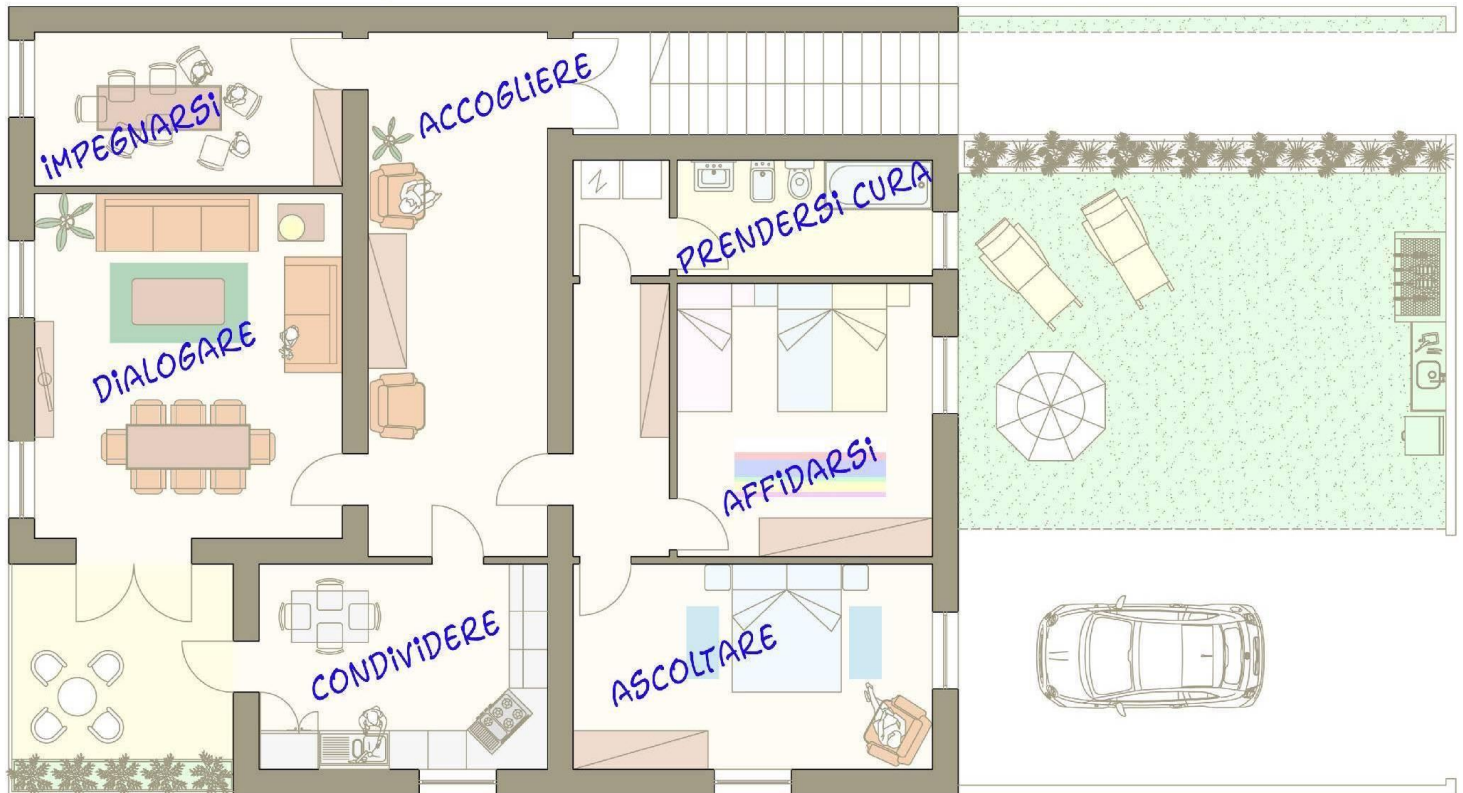 iMPEGNARSi
ACCOGLIERE
PRENDERSi CURA
DiALOGARE
AFFiDARSi
CONDiViDERE
ASCOLTARE